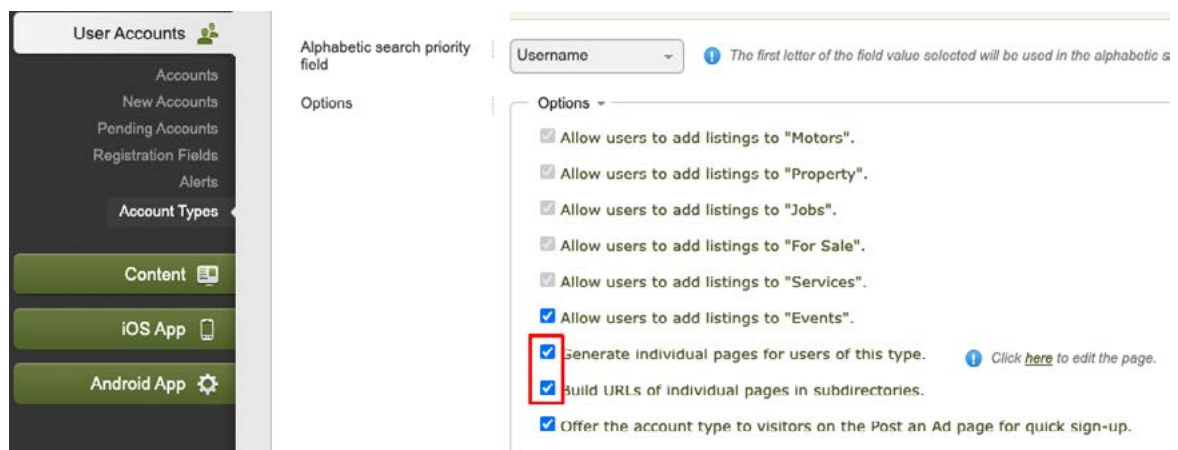 User Accounts
Accounts
New Accounts
Pending Accounts
Registration Fields
Alerts
Account Types
Content
iOS App
Android App
Alphabetic search priority
field
Username
The first letter of the field value selected will be used in the alphabetic s
Options
Options
Allow users to add listings to "Motors".
Allow users to add listings to "Property".
Allow users to add listings to "Jobs".
Allow users to add listings to "For Sale".
Allow users to add listings to "Services".
Allow users to add listings to "Events".
Generate individual pages for users of this type.
Click here to edit the page.
Build URLs of individual pages in subdirectories.
Offer the account type to visitors on the Post an Ad page for quick sign-up.